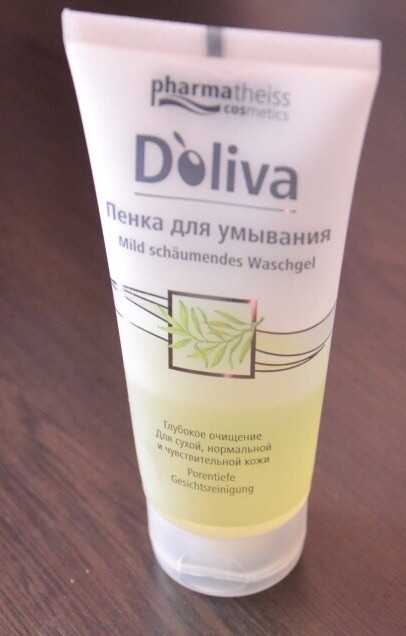 pharmatheiss
cosmetics
D'oliva
Пенка для умывания
Mild schäumendes Waschgel
Глубокое очищение
Для сухой, нормальной
и чувствительной кожи
Porentiefe
Gesichtsreinigung